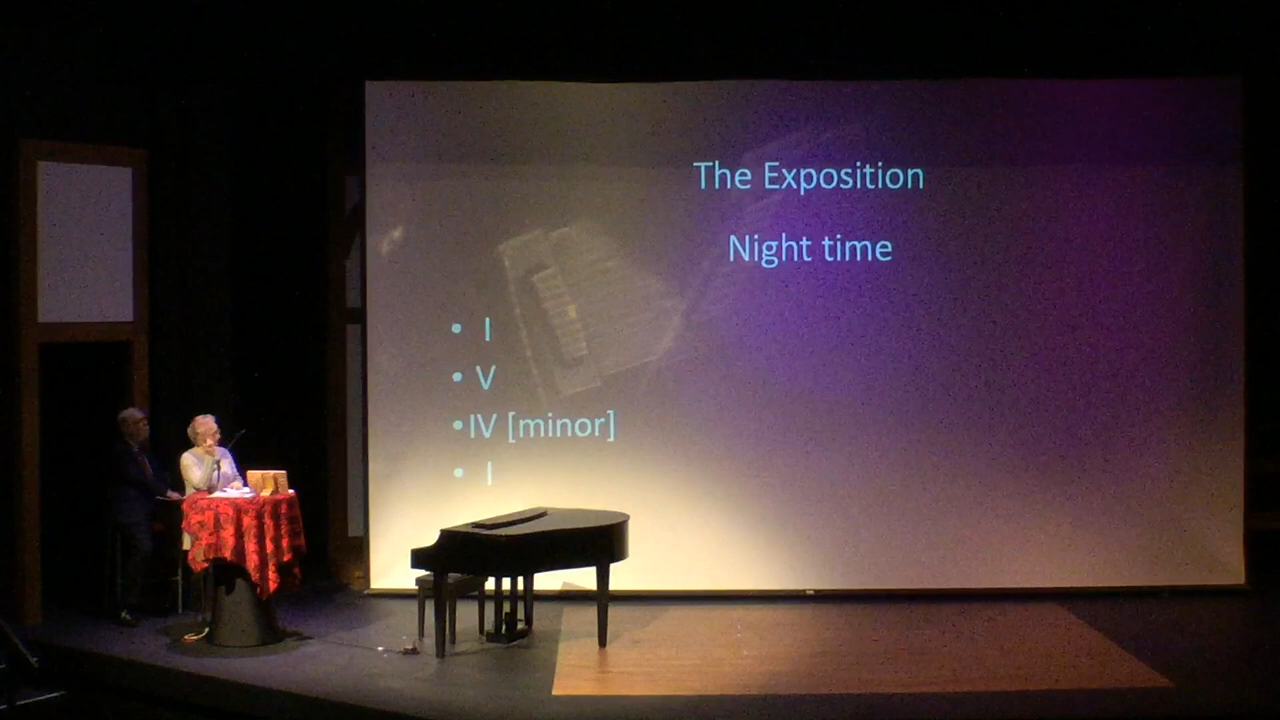 The Exposition
Night time
• I
• V
• IV [minor]
• I